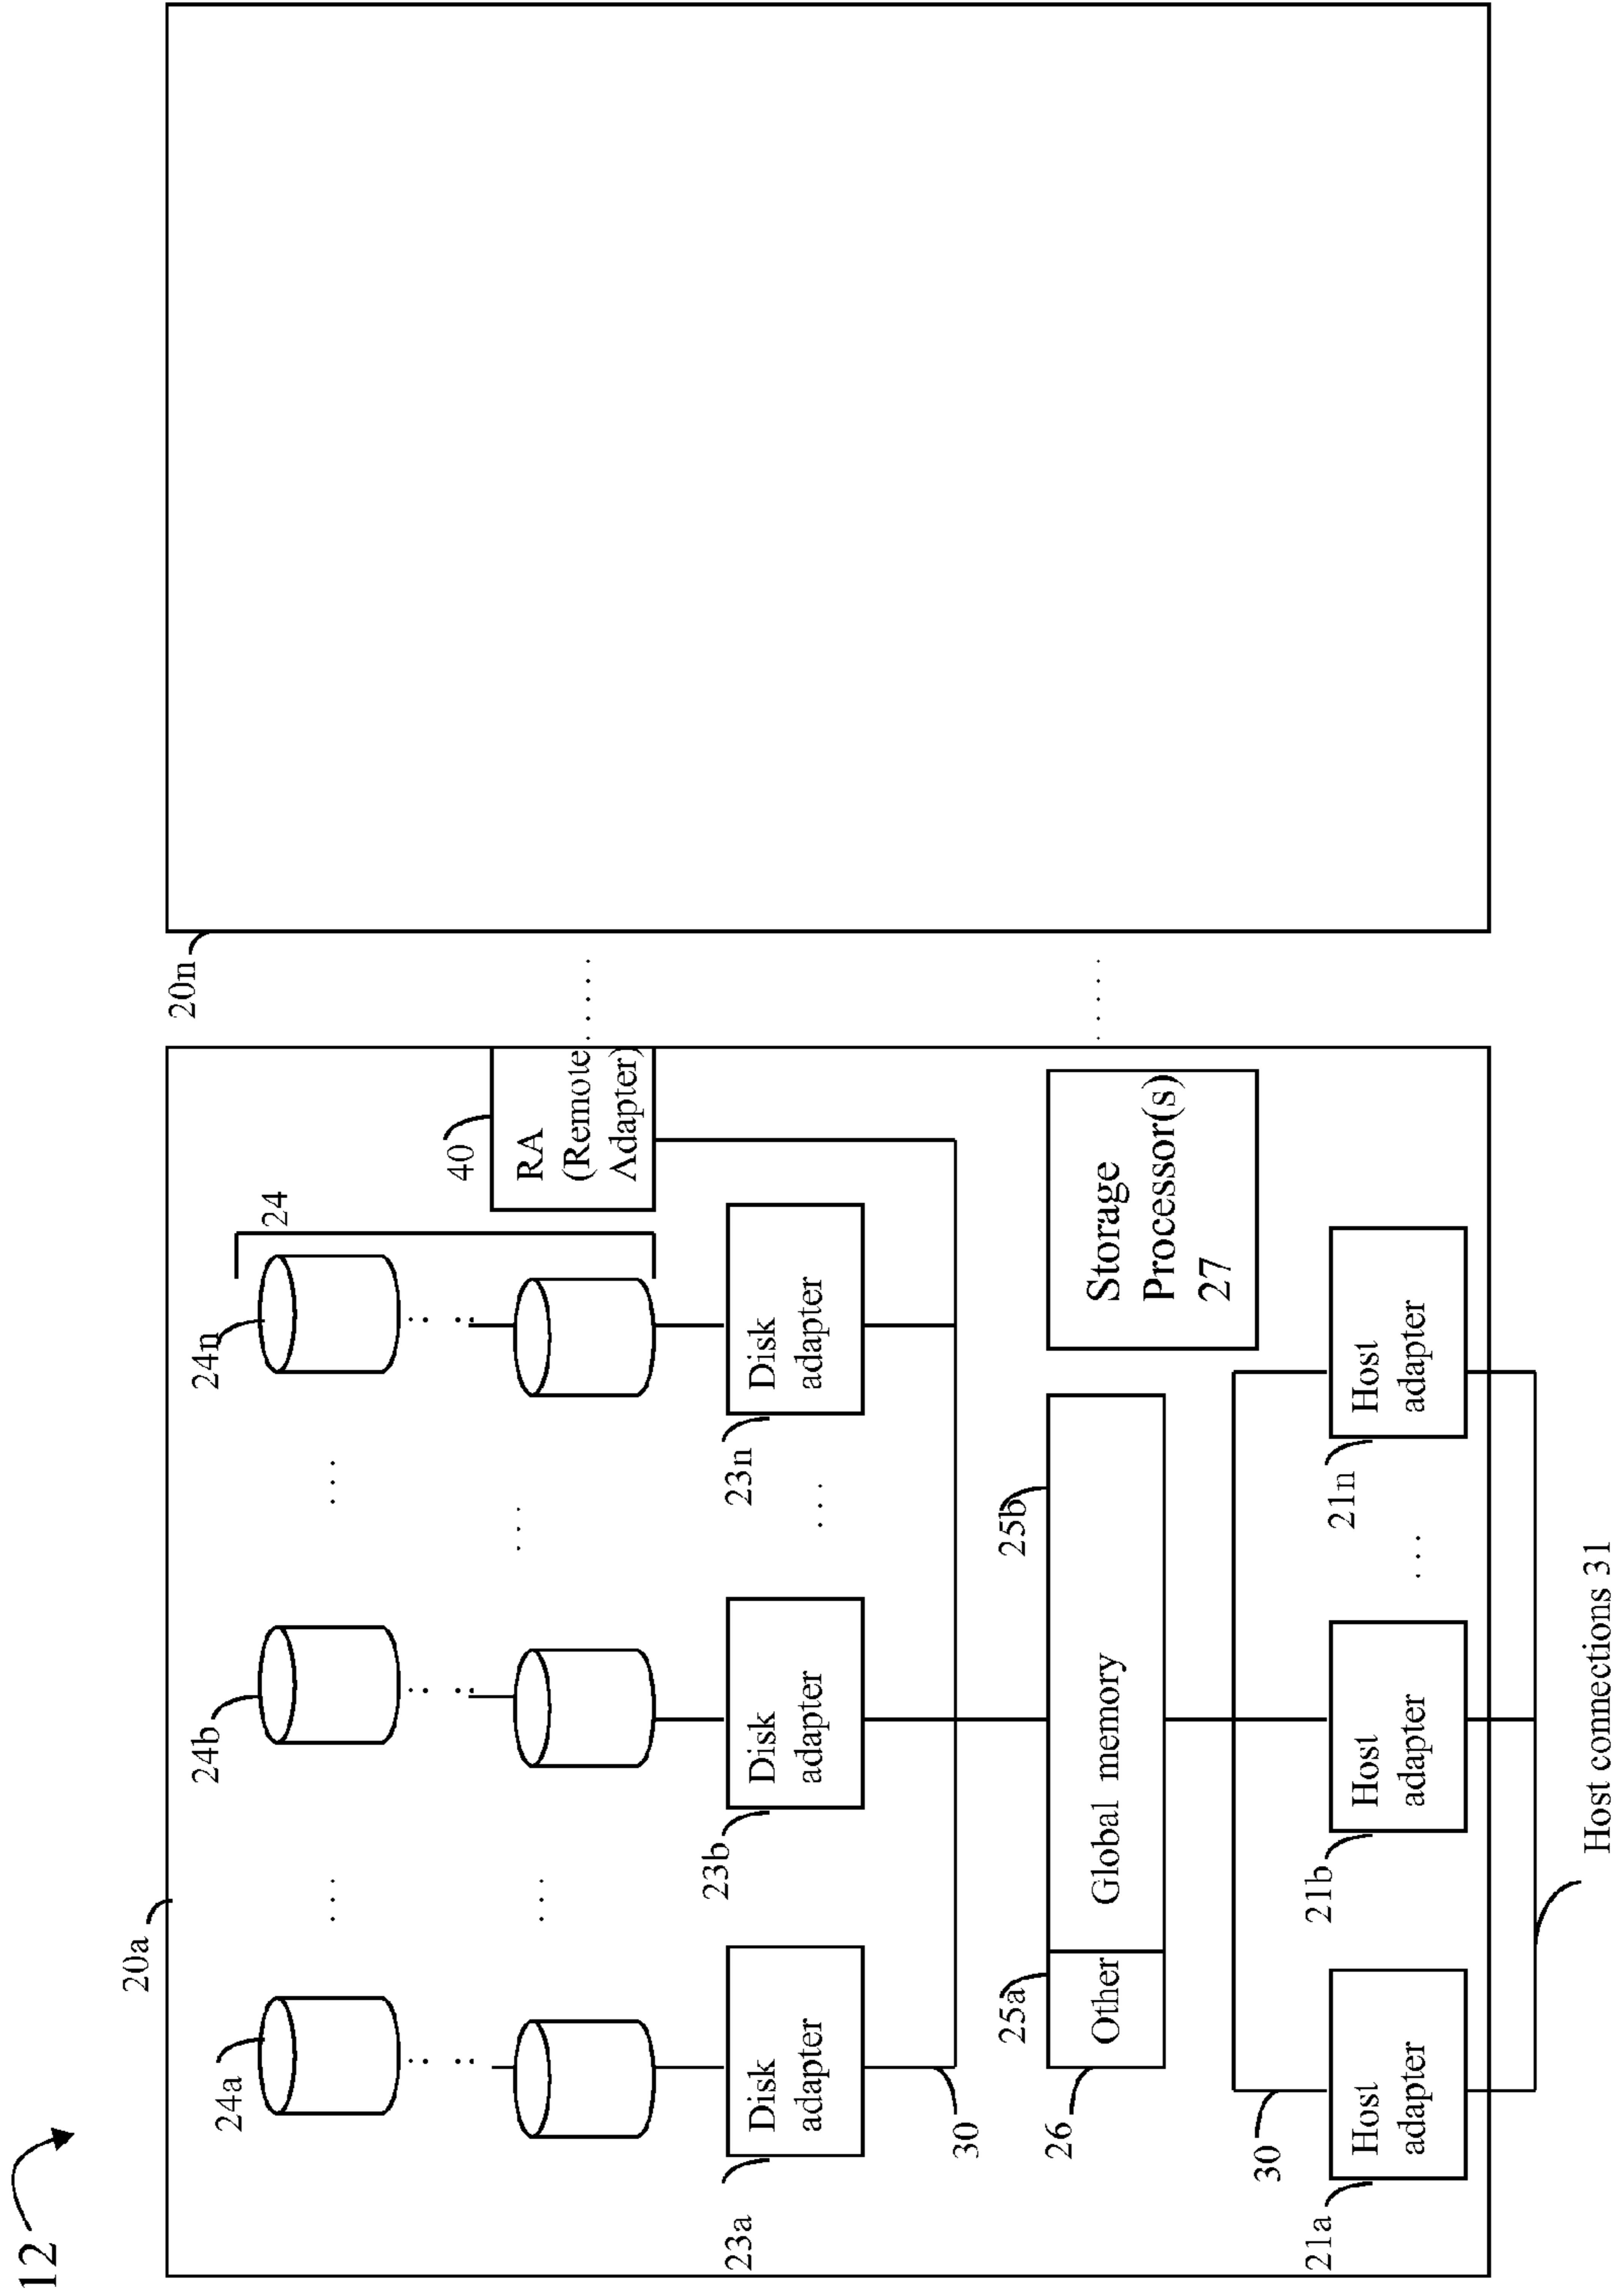 12
20a
20n
24a
24b
24n
24
40
RA
(Remote
Adapter)
23a
Disk
adapter
23b
Disk
adapter
23n
Disk
adapter
30
25a
25b
26
Other
Global memory
Storage
Processor(s)
27
30
21a
Host
adapter
21b
Host
adapter
21n
Host
adapter
Host connections 31